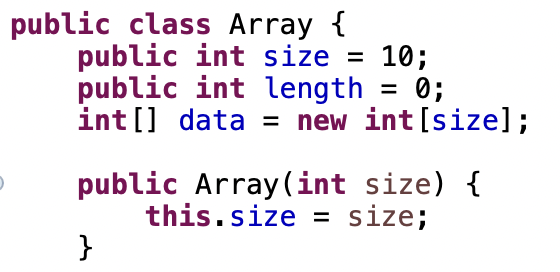 public class Array {
    public int size = 10;
    public int length = 0;
    int[] data = new int[size];

    public Array(int size) {
        this.size = size;
    }